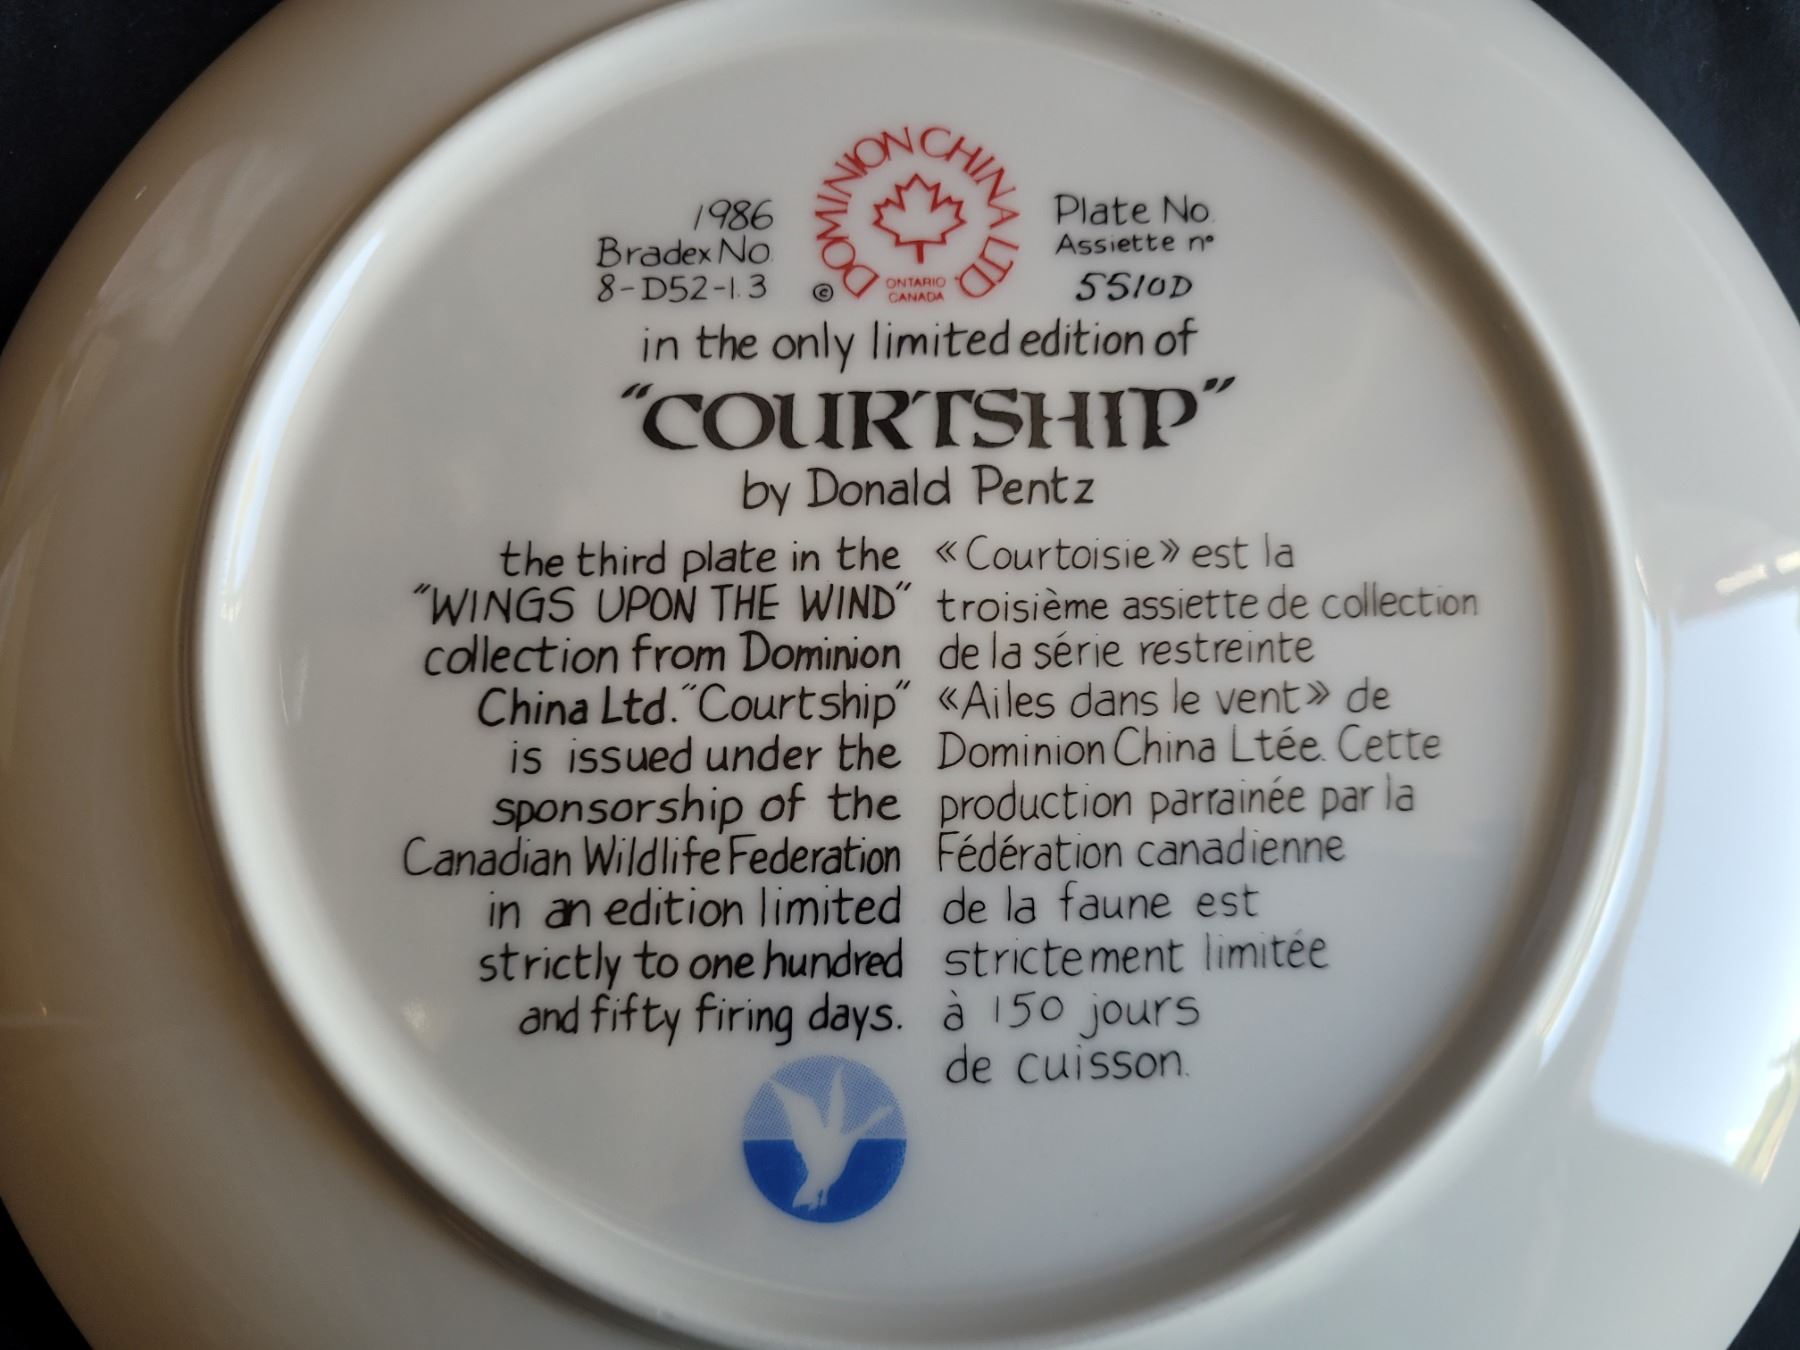 1986
Bradex No.
8-D52-1.3
DOMINION CHINA LTD.
ONTARIO
CANADA
©
Plate No.
Assiette nº
5510D
in the only limited edition of
"COURTSHIP"
by Donald Pentz
the third plate in the
"WINGS UPON THE WIND"
collection from Dominion
China Ltd. "Courtship"
is issued under the
sponsorship of the
Canadian Wildlife Federation
in an edition limited
strictly to one hundred
and fifty firing days.
«Courtoisie» est la
troisième assiette de collection
de la série restreinte
«Ailes dans le vent» de
Dominion China Ltée. Cette
production parrainée par la
Fédération canadienne
de la faune est
strictement limitée
à 150 jours
de cuisson.